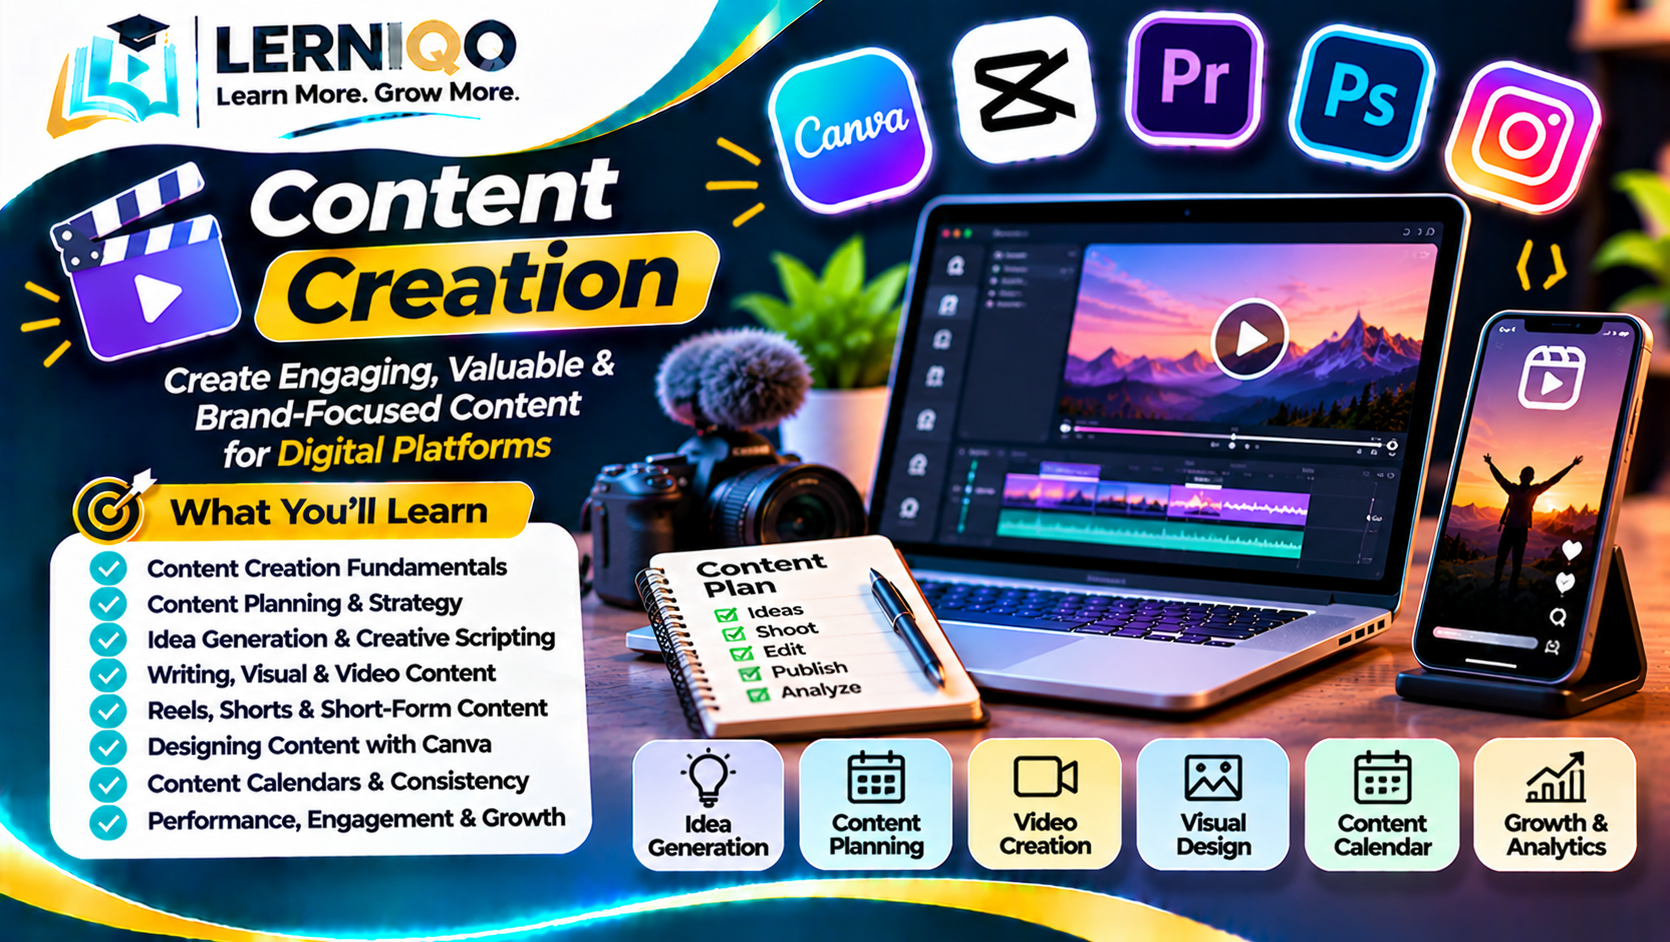 LERNIQO
Learn More. Grow More.
Content
Creation
Create Engaging, Valuable &
Brand-Focused Content
for Digital Platforms
What You'll Learn
Content Creation Fundamentals
Content Planning & Strategy
Idea Generation & Creative Scripting
Writing, Visual & Video Content
Reels, Shorts & Short-Form Content
Designing Content with Canva
Content Calendars & Consistency
Performance, Engagement & Growth
Canva
Pr
Ps
Content
Plan
Ideas
Shoot
Edit
Publish
Analyze
Idea
Generation
Content
Planning
Video
Creation
Visual
Design
Content
Calendar
Growth &
Analytics